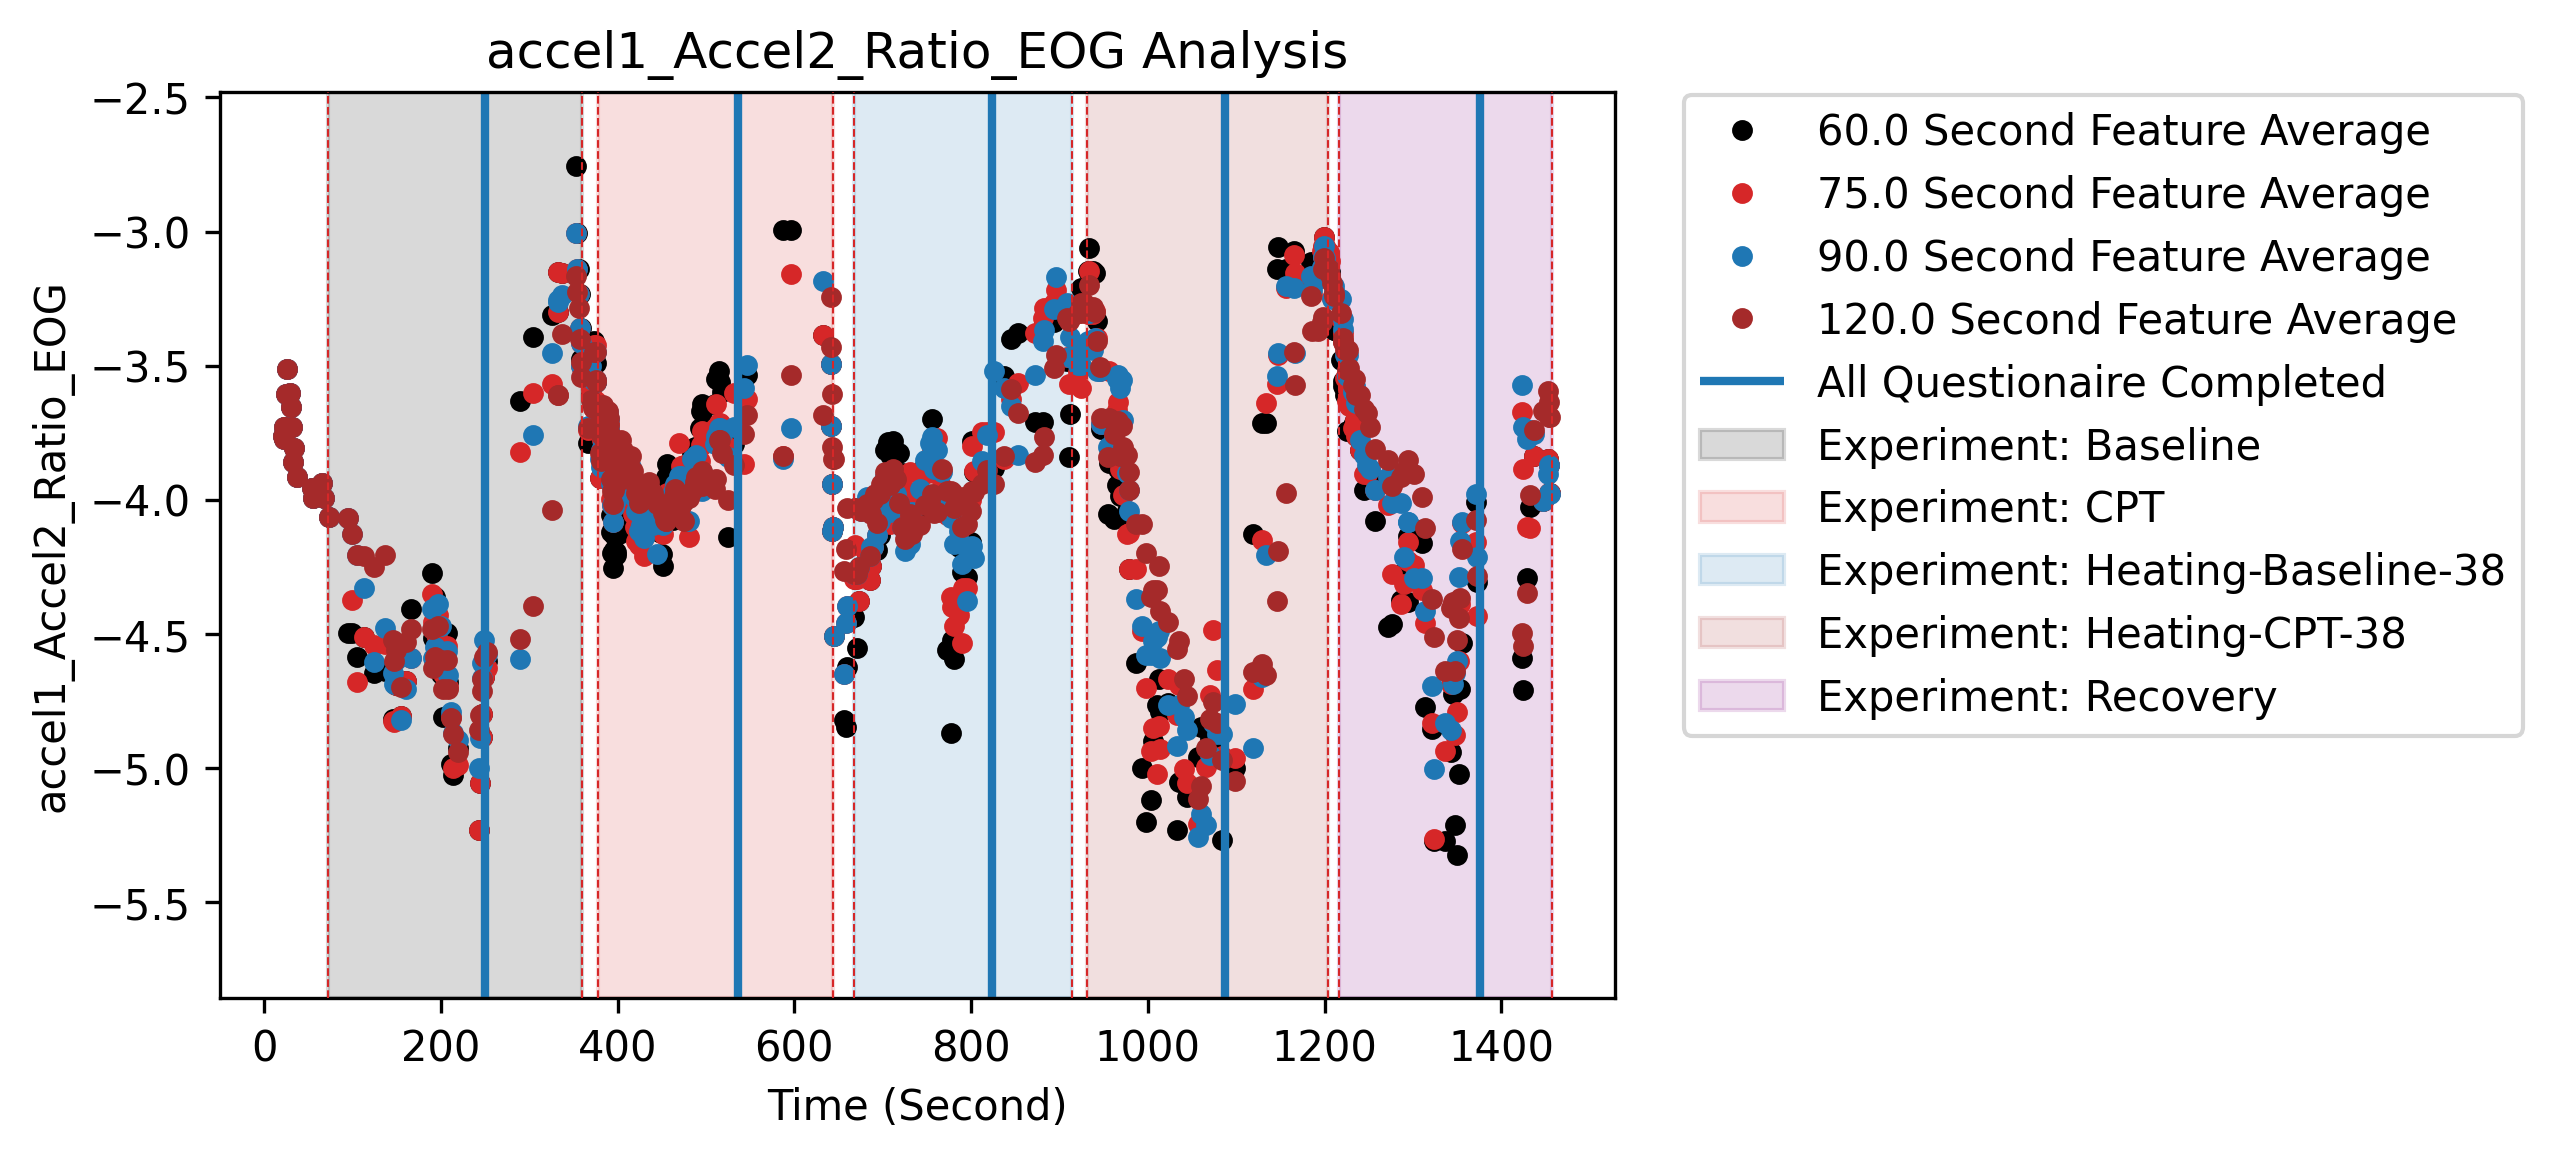 accel1_Accel2_Ratio_EOG Analysis
accel1_Accel2_Ratio_EOG
−2.5
−3.0
−3.5
−4.0
−4.5
−5.0
−5.5
0
200
400
600
800
1000
1200
1400
Time (Second)
60.0 Second Feature Average
75.0 Second Feature Average
90.0 Second Feature Average
120.0 Second Feature Average
All Questionaire Completed
Experiment: Baseline
Experiment: CPT
Experiment: Heating-Baseline-38
Experiment: Heating-CPT-38
Experiment: Recovery